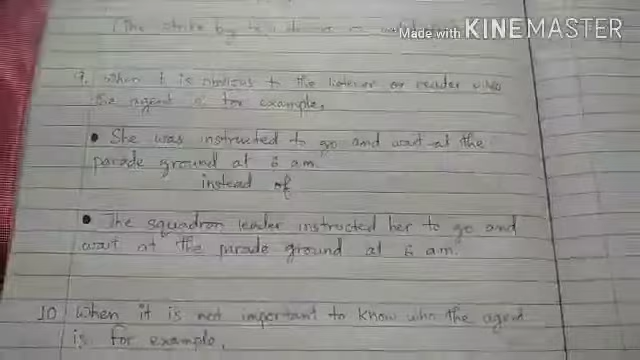 (The strike by
Made with KINEMASTER
9. When it is obvious to the listener or reader who
the agent is for example,
• She was instructed to go and wait at the
parade ground at 6 am.
instead of
• The squadron leader instructed her to go and
wait at the parade ground at 6 am.
10 When it is not important to know who the agent
is for example,